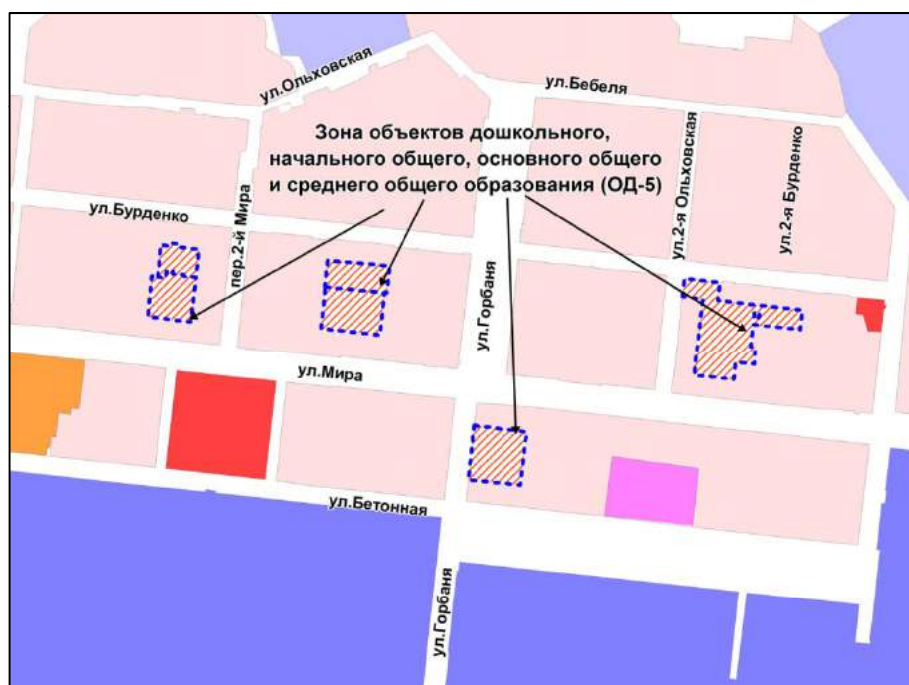 ул.Ольховская
ул.Бебеля
Зона объектов дошкольного,
начального общего, основного общего
и среднего общего образования (ОД-5)
ул.2-я Ольховская
ул.2-я Бурденко
ул.Бурденко
пер.2-й Мира
ул.Горбаня
ул.Мира
ул.Бетонная
ул.Горбаня